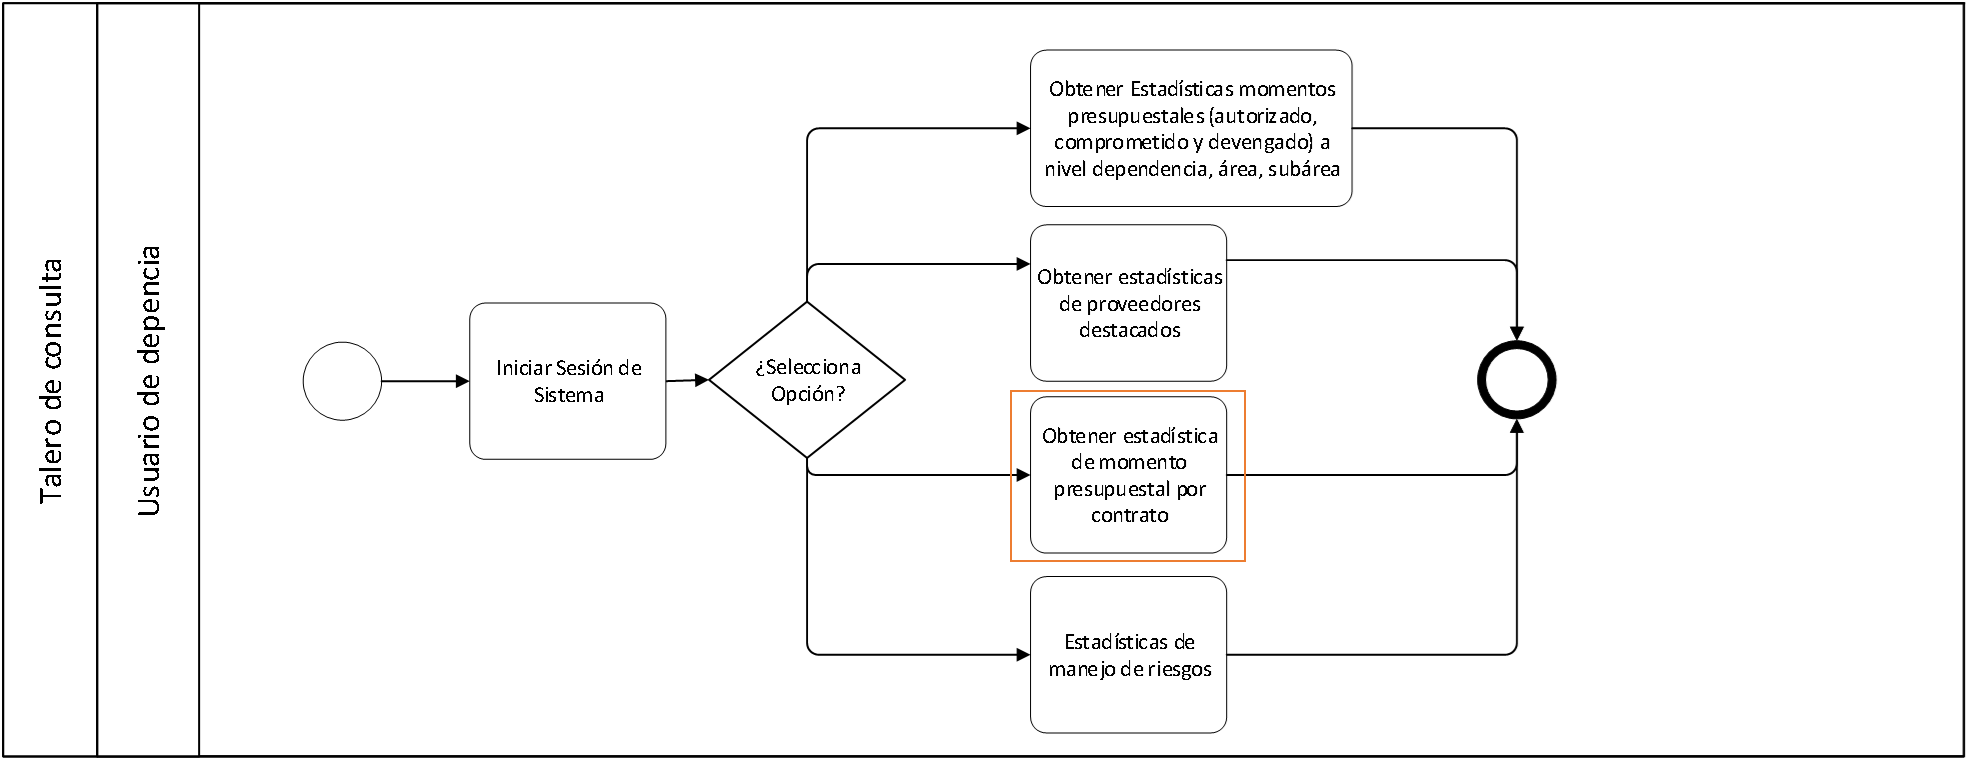 Talero de consulta
Usuario de depencia
Iniciar Sesión de
Sistema
¿Selecciona
Opción?
Obtener Estadísticas momentos
presupuestales (autorizado,
comprometido y devengado) a
nivel dependencia, área, subárea
Obtener estadísticas
de proveedores
destacados
Obtener estadística
de momento
presupuestal por
contrato
Estadísticas de
manejo de riesgos